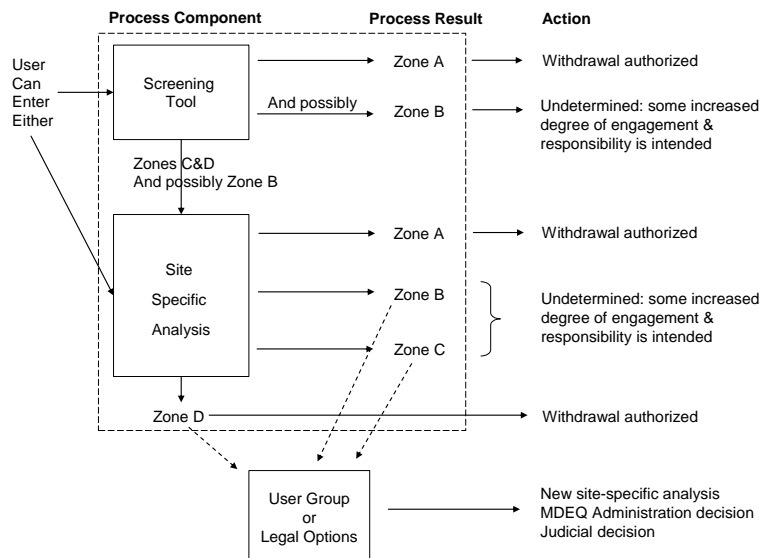 Process Component
Process Result
Action
User
Can
Enter
Either
Screening
Tool
Zone A
Withdrawal authorized
And possibly
Zone B
Undetermined: some increased
degree of engagement &
responsibility is intended
Zones C&D
And possibly Zone B
Site
Specific
Analysis
Zone A
Withdrawal authorized
Zone B
Zone C
Undetermined: some increased
degree of engagement &
responsibility is intended
Zone D
Withdrawal authorized
User Group
or
Legal Options
New site-specific analysis
MDEQ Administration decision
Judicial decision